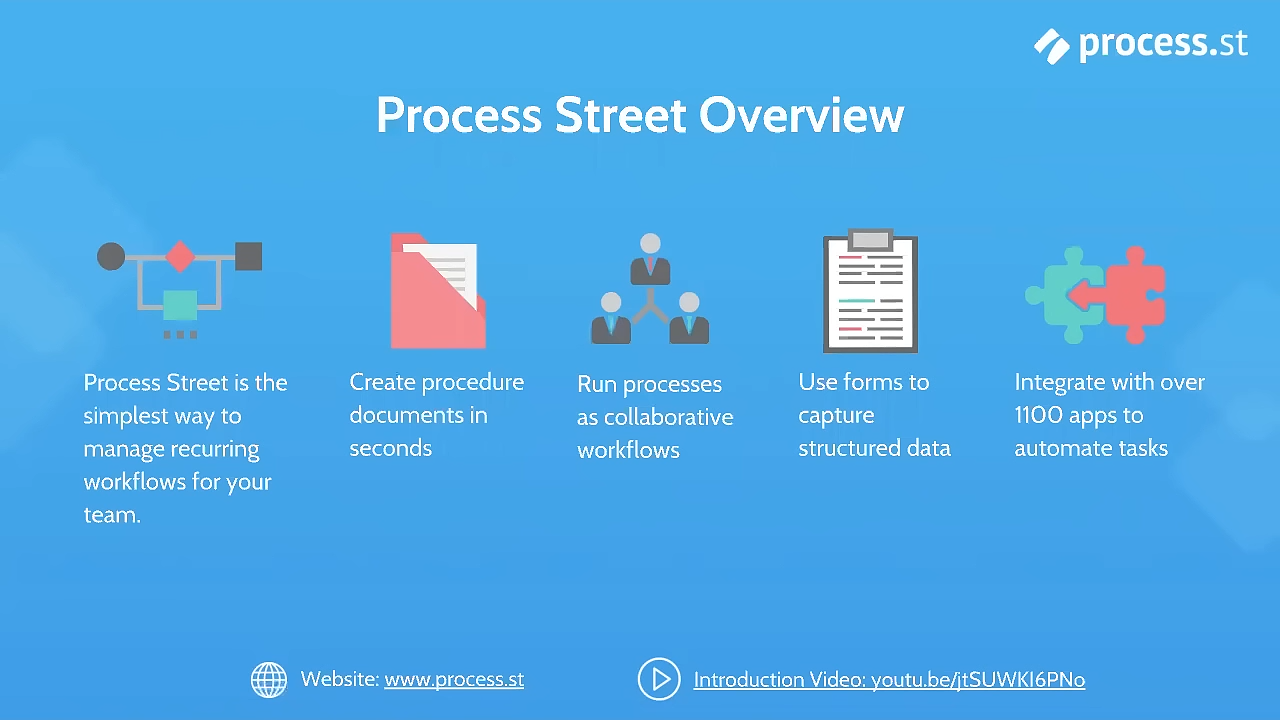 process.st
Process Street Overview
Process Street is the
simplest way to
manage recurring
workflows for your
team.
Create procedure
documents in
seconds
Run processes
as collaborative
workflows
Use forms to
capture
structured data
Integrate with over
1100 apps to
automate tasks
Website: www.process.st
Introduction Video: youtu.be/jtSUWKI6PNo